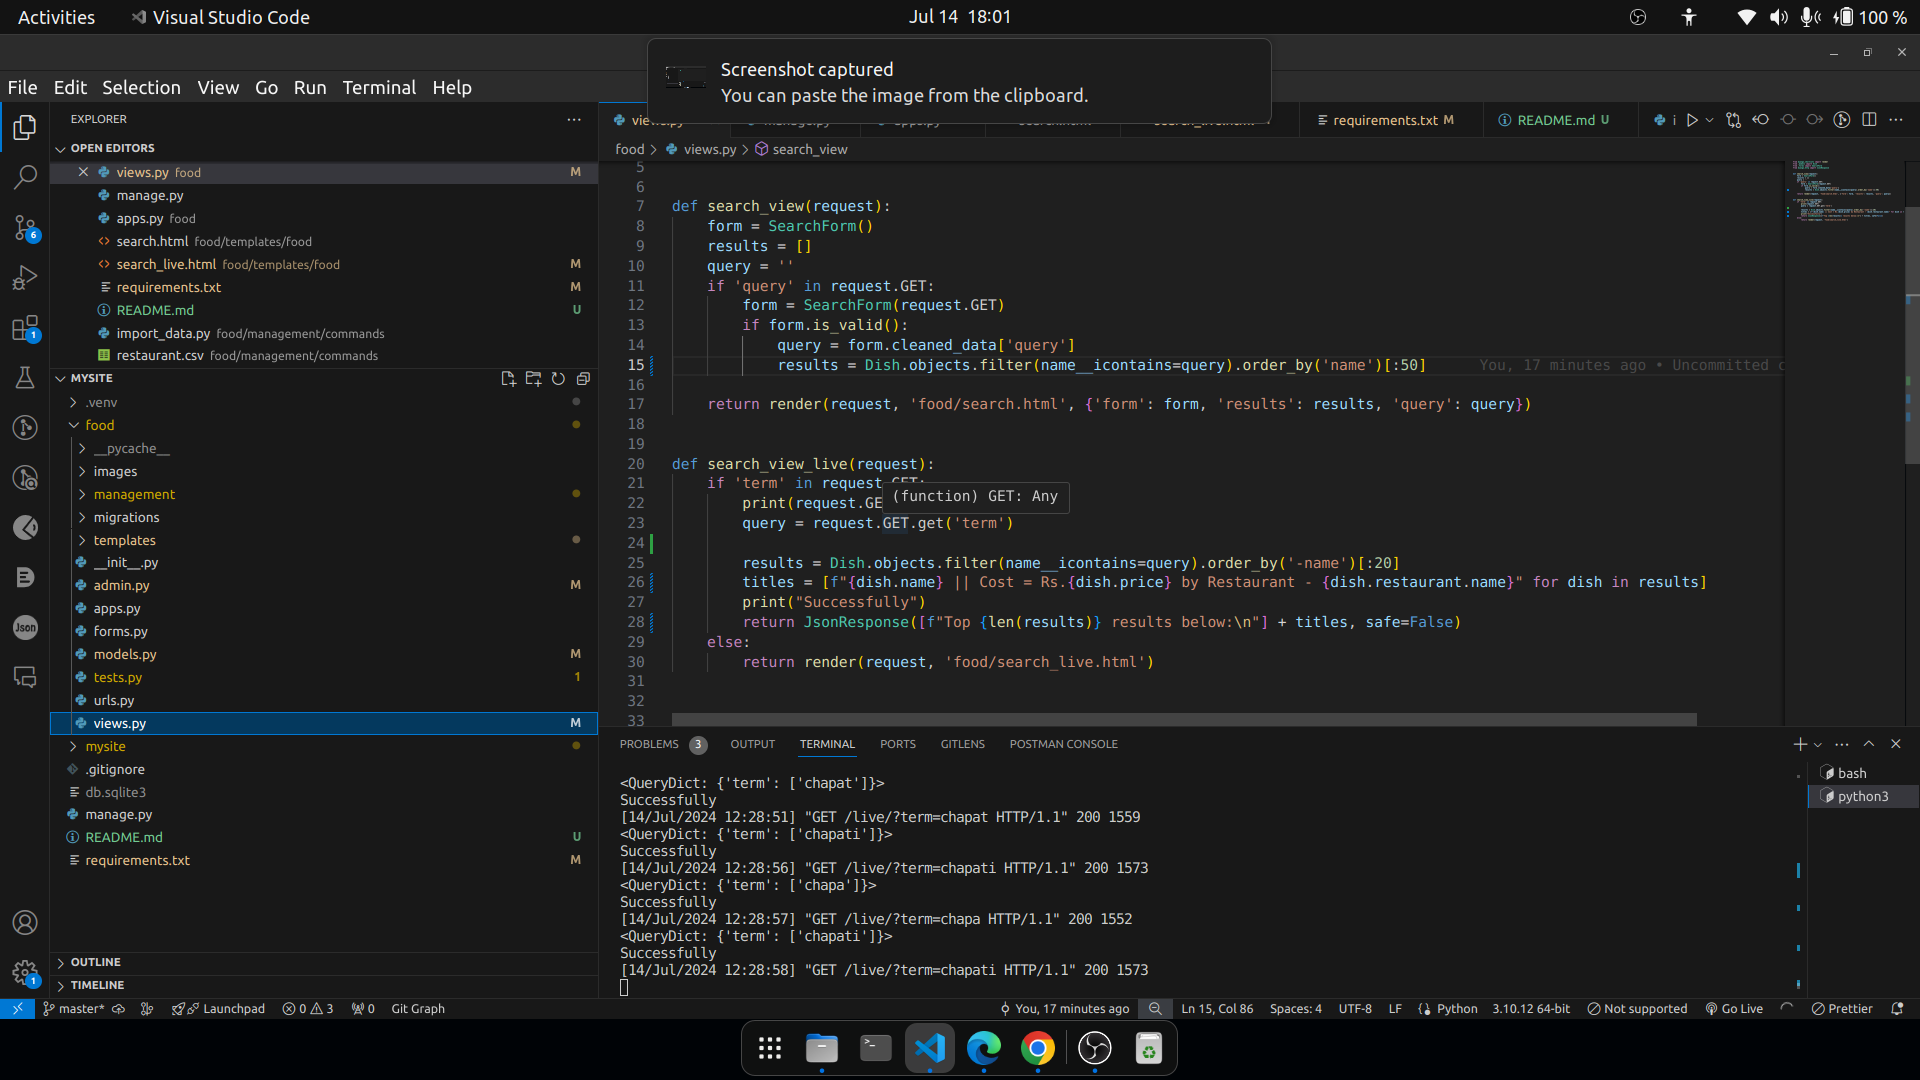 Activities
Visual Studio Code
Jul 14 18:01
100 %
Screenshot captured
You can paste the image from the clipboard.
File Edit Selection View Go Run Terminal Help
EXPLORER
OPEN EDITORS
views.py food M
manage.py
apps.py food
search.html food/templates/food
search_live.html food/templates/food M
requirements.txt M
README.md U
import_data.py food/management/commands
restaurant.csv food/management/commands
MYSITE
.venv
food
__pycache__
images
management
migrations
templates
__init__.py
admin.py M
apps.py
forms.py
models.py M
tests.py 1
urls.py
views.py M
mysite
.gitignore
db.sqlite3
manage.py
README.md U
requirements.txt M
OUTLINE
TIMELINE
6
1
Json
1
views.py
requirements.txt M
README.md U
food > views.py > search_view
5
6
7 def search_view(request):
8 form = SearchForm()
9 results = []
10 query = ''
11 if 'query' in request.GET:
12 form = SearchForm(request.GET)
13 if form.is_valid():
14 query = form.cleaned_data['query']
15 results = Dish.objects.filter(name__icontains=query).order_by('name')[:50] You, 17 minutes ago • Uncommitted c
16
17 return render(request, 'food/search.html', {'form': form, 'results': results, 'query': query})
18
19
20 def search_view_live(request):
21 if 'term' in request.GET:
(function) GET: Any
22 print(request.GE
23 query = request.GET.get('term')
24
25 results = Dish.objects.filter(name__icontains=query).order_by('-name')[:20]
26 titles = [f"{dish.name} || Cost = Rs.{dish.price} by Restaurant - {dish.restaurant.name}" for dish in results]
27 print("Successfully")
28 return JsonResponse([f"Top {len(results)} results below:\n"] + titles, safe=False)
29 else:
30 return render(request, 'food/search_live.html')
31
32
33
PROBLEMS 3 OUTPUT TERMINAL PORTS GITLENS POSTMAN CONSOLE
<QueryDict: {'term': ['chapat']}>
Successfully
[14/Jul/2024 12:28:51] "GET /live/?term=chapat HTTP/1.1" 200 1559
<QueryDict: {'term': ['chapati']}>
Successfully
[14/Jul/2024 12:28:56] "GET /live/?term=chapati HTTP/1.1" 200 1573
<QueryDict: {'term': ['chapa']}>
Successfully
[14/Jul/2024 12:28:57] "GET /live/?term=chapa HTTP/1.1" 200 1552
<QueryDict: {'term': ['chapati']}>
Successfully
[14/Jul/2024 12:28:58] "GET /live/?term=chapati HTTP/1.1" 200 1573
bash
python3
master* Launchpad 0 3 0 Git Graph
You, 17 minutes ago Ln 15, Col 86 Spaces: 4 UTF-8 LF Python 3.10.12 64-bit Not supported Go Live Prettier